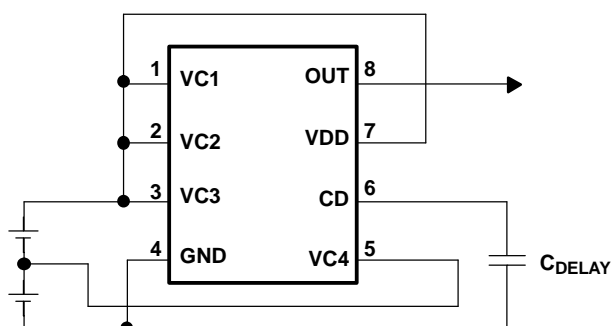 1 VC1 OUT 8
2 VC2 VDD 7
3 VC3 CD 6
4 GND VC4 5
CDELAY